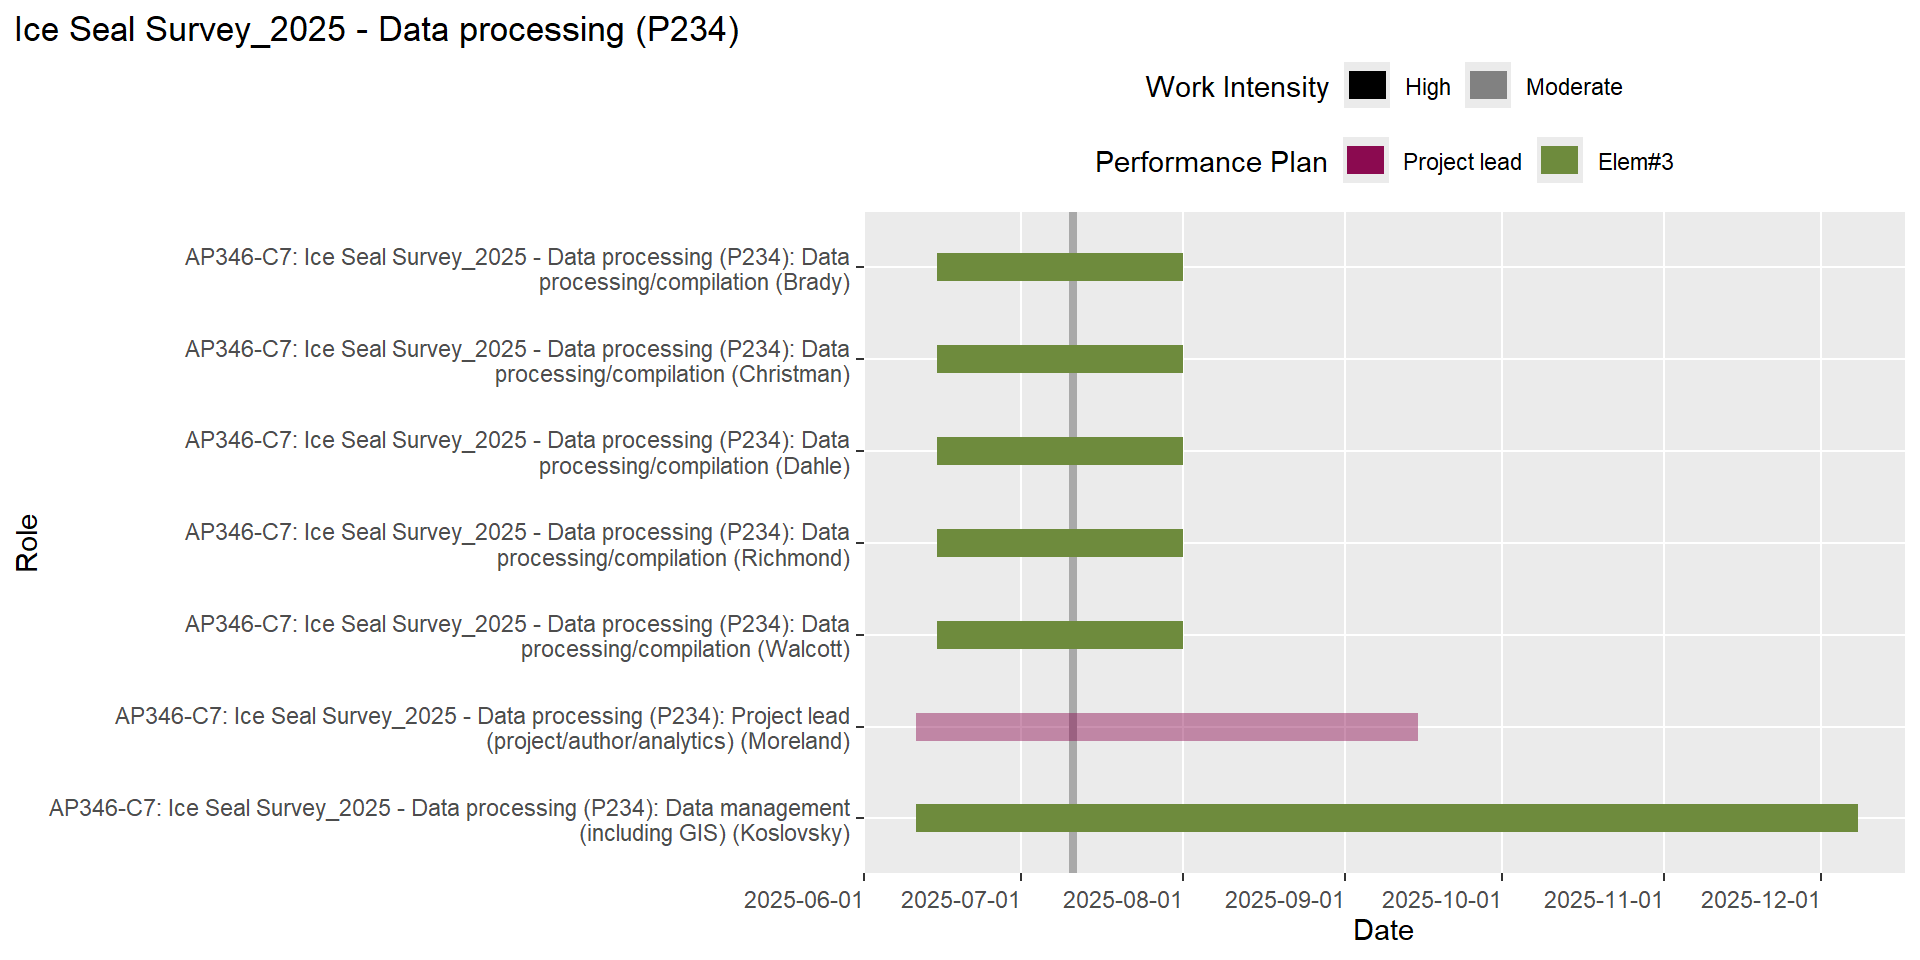 Ice Seal Survey_2025 - Data processing (P234)
Work Intensity High Moderate
Performance Plan Project lead Elem#3
AP346-C7: Ice Seal Survey_2025 - Data processing (P234): Data
processing/compilation (Brady)
AP346-C7: Ice Seal Survey_2025 - Data processing (P234): Data
processing/compilation (Christman)
AP346-C7: Ice Seal Survey_2025 - Data processing (P234): Data
processing/compilation (Dahle)
AP346-C7: Ice Seal Survey_2025 - Data processing (P234): Data
processing/compilation (Richmond)
AP346-C7: Ice Seal Survey_2025 - Data processing (P234): Data
processing/compilation (Walcott)
AP346-C7: Ice Seal Survey_2025 - Data processing (P234): Project lead
(project/author/analytics) (Moreland)
AP346-C7: Ice Seal Survey_2025 - Data processing (P234): Data management
(including GIS) (Koslovsky)
Role
2025-06-01 2025-07-01 2025-08-01 2025-09-01 2025-10-01 2025-11-01 2025-12-01
Date